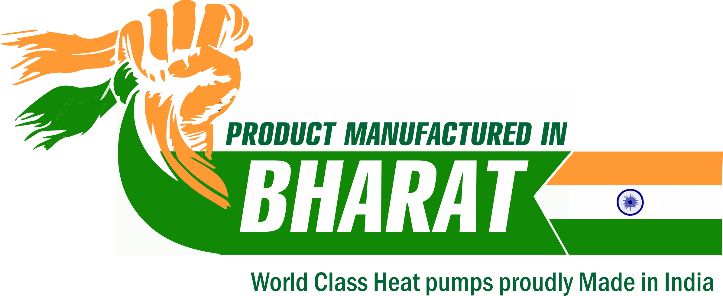 PRODUCT MANUFACTURED IN
BHARAT
World Class Heat pumps proudly Made in India